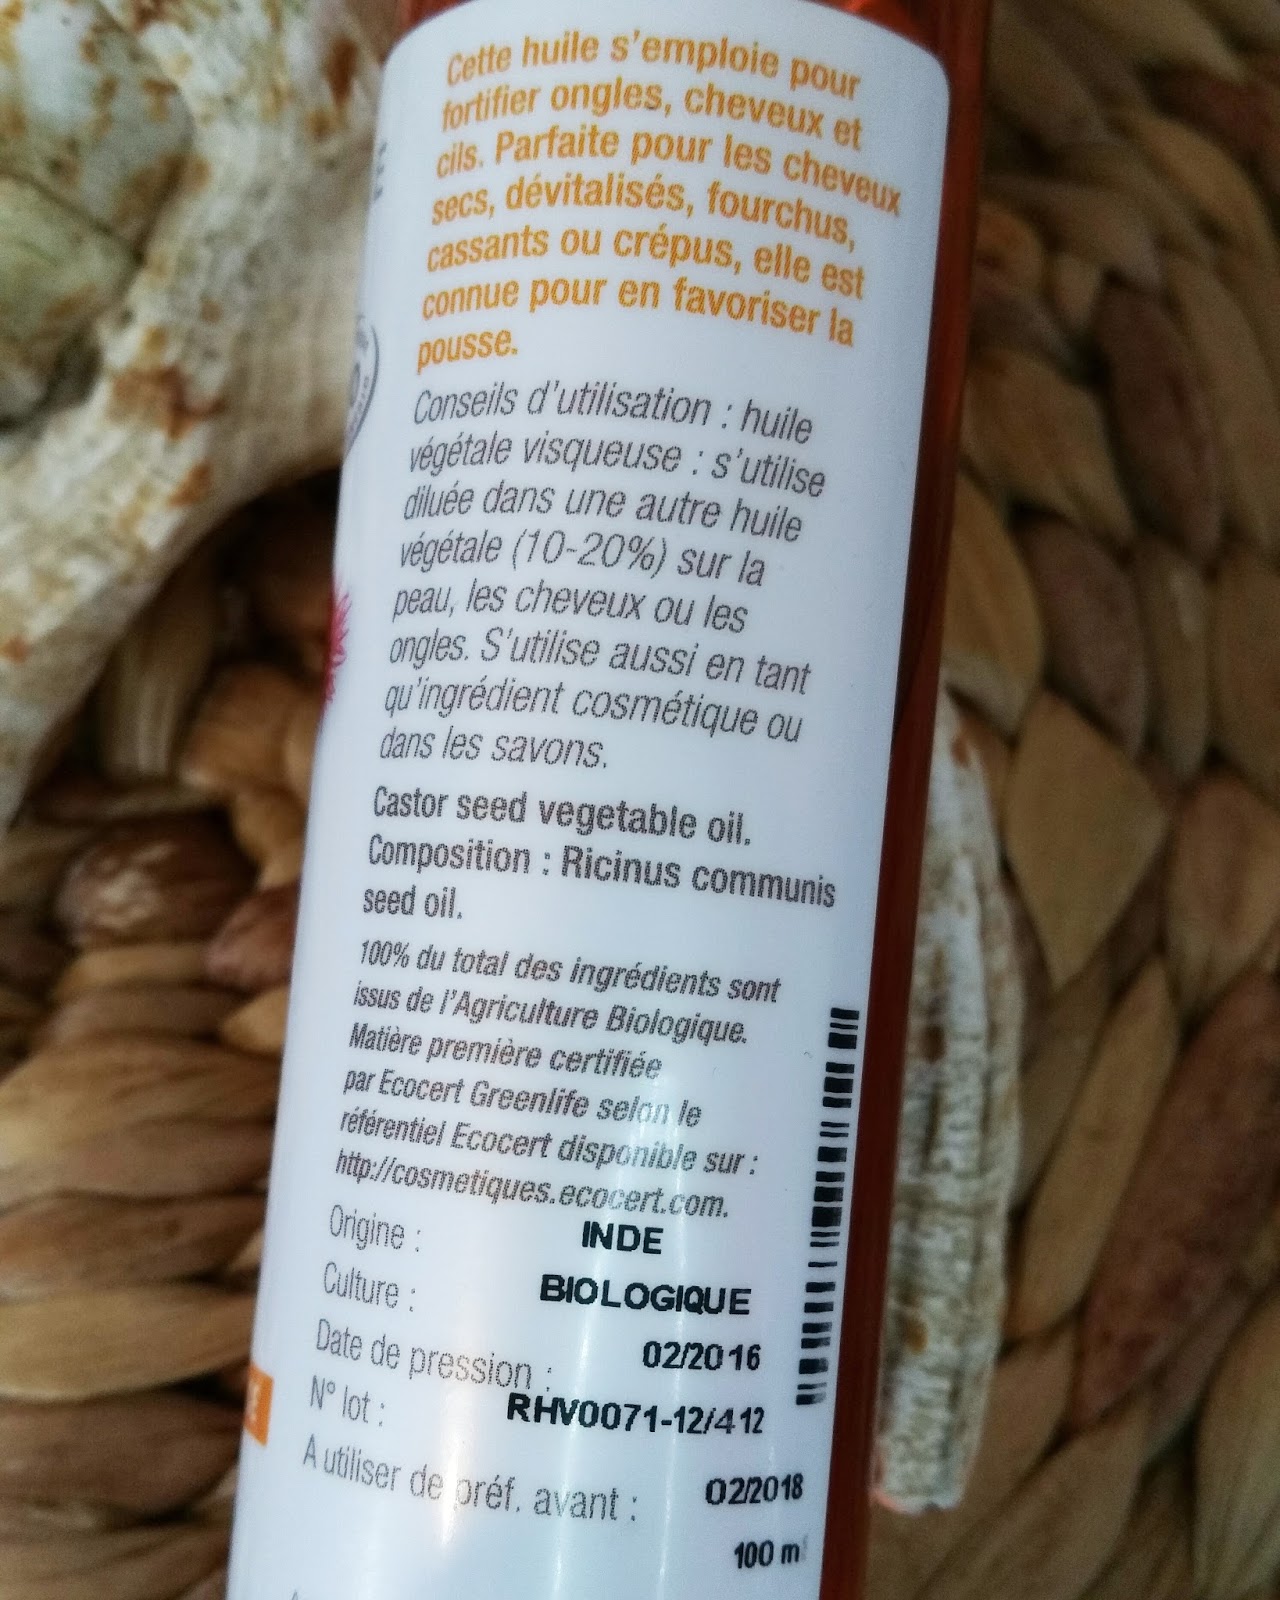 Cette huile s'emploie pour
fortifier ongles, cheveux et
cils. Parfaite pour les cheveux
secs, dévitalisés, fourchus,
cassants ou crépus, elle est
connue pour en favoriser la
pousse.
Conseils d'utilisation : huile
végétale visqueuse : s'utilise
diluée dans une autre huile
végétale (10-20%) sur la
peau, les cheveux ou les
ongles. S'utilise aussi en tant
qu'ingrédient cosmétique ou
dans les savons.
Castor seed vegetable oil.
Composition : Ricinus communis
seed oil.
100% du total des ingrédients sont
issus de l'Agriculture Biologique.
Matière première certifiée
par Ecocert Greenlife selon le
référentiel Ecocert disponible sur :
http://cosmetiques.ecocert.com.
Origine : INDE
Culture : BIOLOGIQUE
Date de pression : 02/2016
N° lot : RHV0071-12/412
A utiliser de préf. avant : 02/2018
100 ml